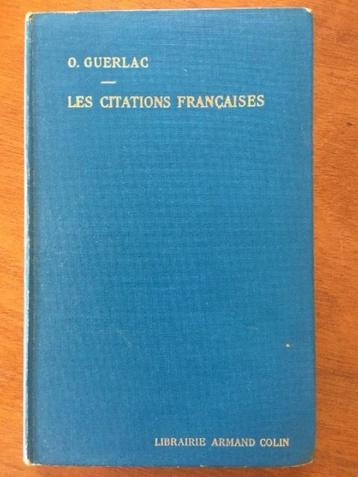 O. GUERLAC
LES CITATIONS FRANÇAISES
LIBRAIRIE ARMAND COLIN